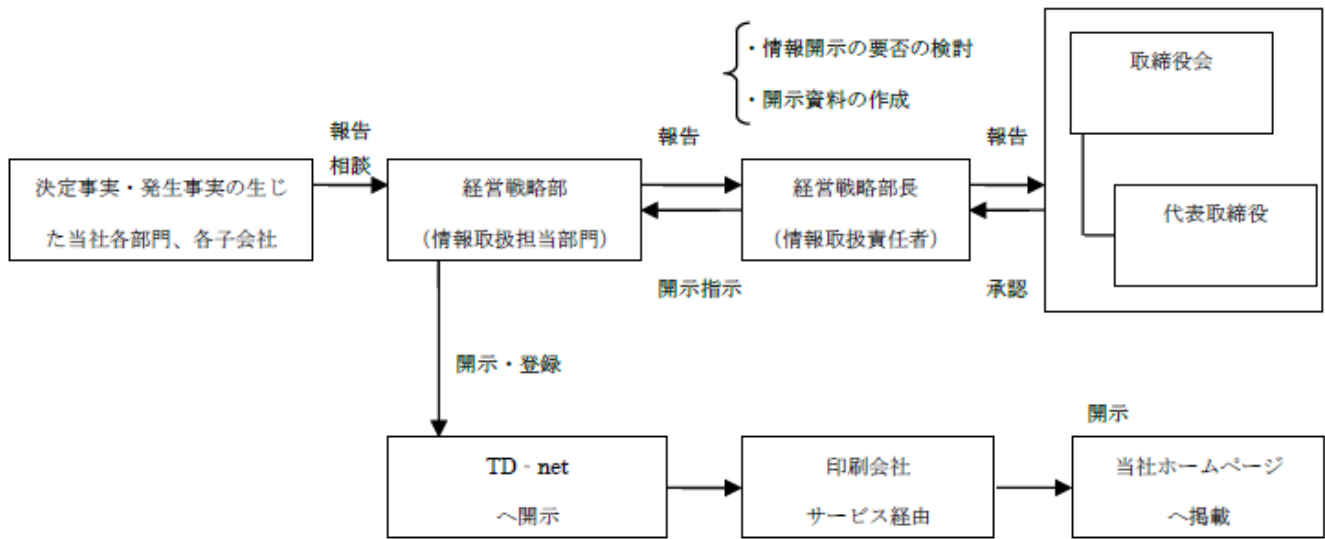 ・情報開示の要否の検討
・開示資料の作成
取締役会
代表取締役
報告
相談
報告
報告
決定事実・発生事実の生じ
た当社各部門、各子会社
経営戦略部
（情報取扱担当部門）
経営戦略部長
（情報取扱責任者）
開示指示
承認
開示・登録
開示
TD‐net
へ開示
印刷会社
サービス経由
当社ホームページ
へ掲載